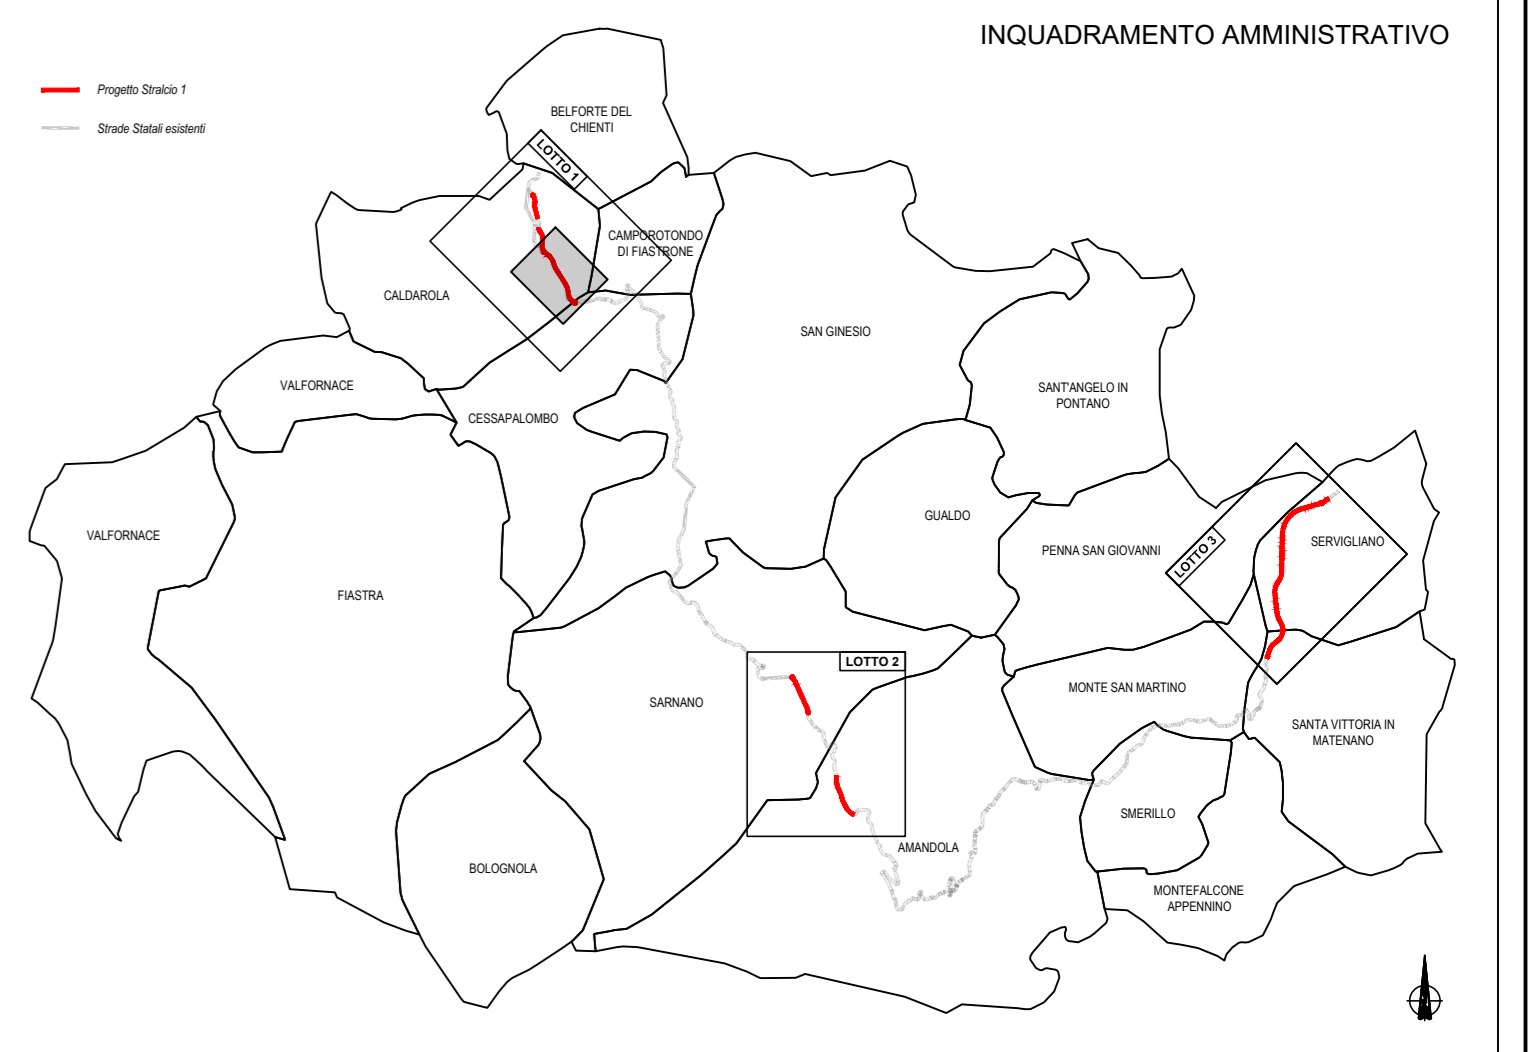 INQUADRAMENTO AMMINISTRATIVO
Progetto Stralcio 1
Strade Statali esistenti
BELFORTE DEL
CHIENTI
LOTTO 1
CAMPOROTONDO
DI FIASTRONE
CALDAROLA
SAN GINESIO
VALFORNACE
CESSAPALOMBO
SANT'ANGELO IN
PONTANO
VALFORNACE
GUALDO
PENNA SAN GIOVANNI
LOTTO 3
SERVIGLIANO
FIASTRA
LOTTO 2
SARNANO
MONTE SAN MARTINO
SANTA VITTORIA IN
MATENANO
SMERILLO
AMANDOLA
BOLOGNOLA
MONTEFALCONE
APPENNINO